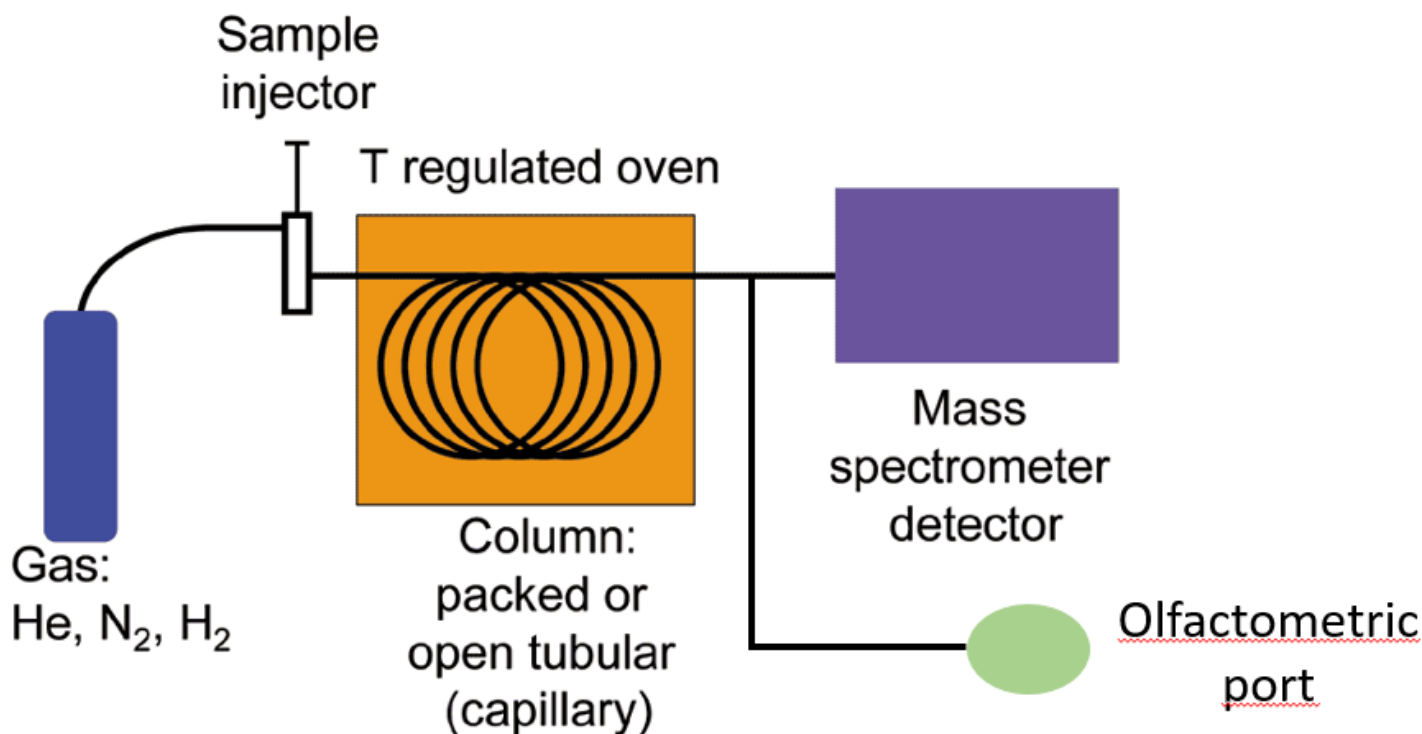 Sample
injector
T regulated oven
Gas:
He, N₂, H₂
Column:
packed or
open tubular
(capillary)
Mass
spectrometer
detector
Olfactometric
port